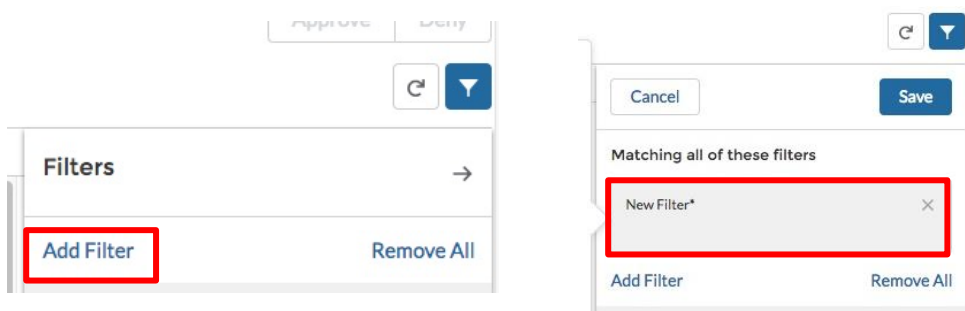 Approve Deny
Filters
Add Filter Remove All
Cancel Save
Matching all of these filters
New Filter*
Add Filter Remove All